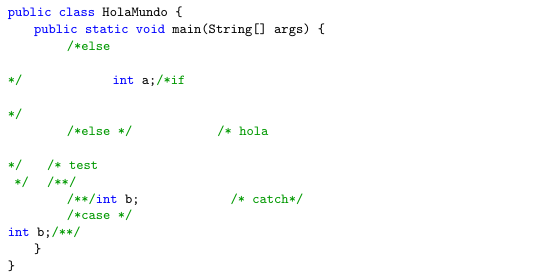 public class HolaMundo {
    public static void main(String[] args) {
         /*else
*/              int a;/*if
*/
         /*else */             /* hola
*/    /* test
 */   /**/
         /**/int b;              /* catch*/
         /*case */
int b;/**/
    }
}